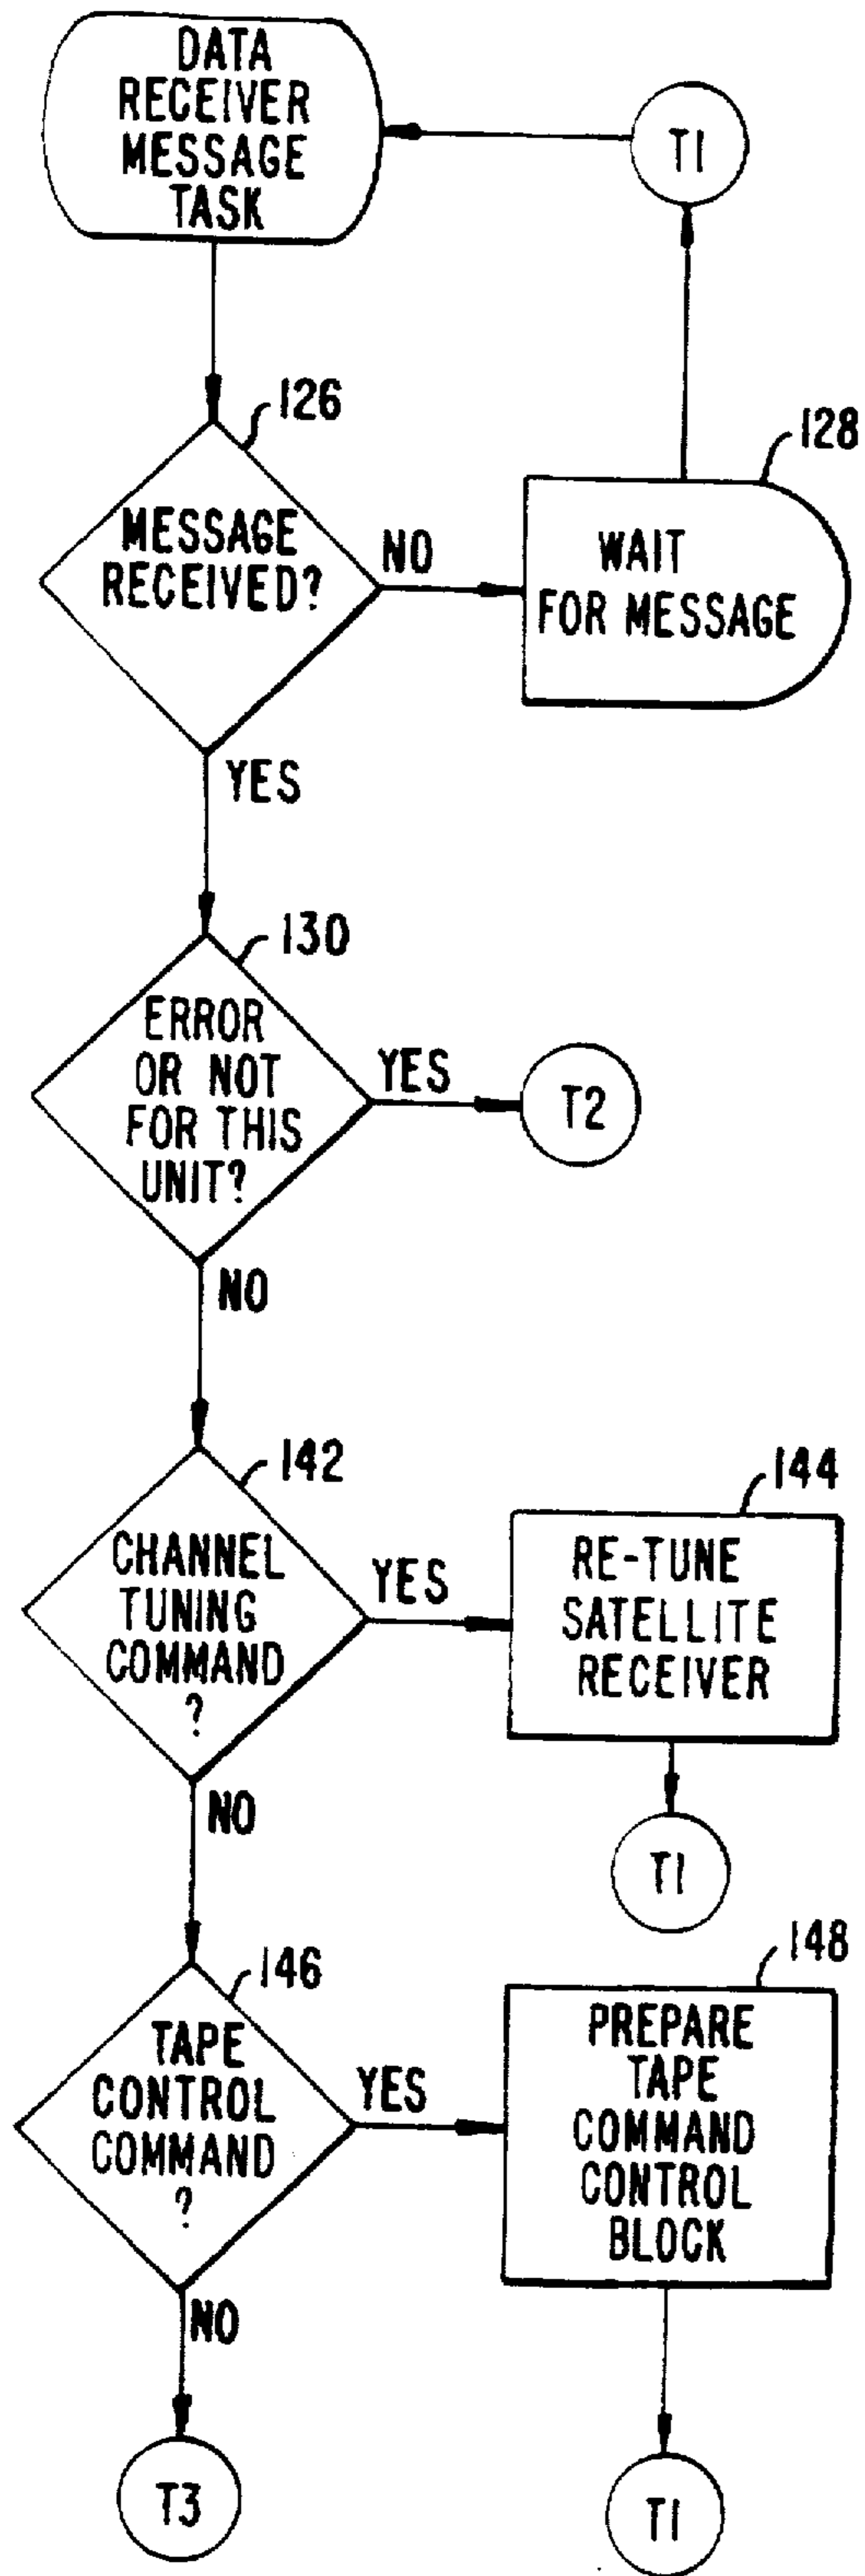 DATA
RECEIVER
MESSAGE
TASK
T1
126
128
MESSAGE
RECEIVED?
NO
WAIT
FOR MESSAGE
YES
130
ERROR
OR NOT
FOR THIS
UNIT?
YES
T2
NO
142
144
CHANNEL
TUNING
COMMAND
?
YES
RE-TUNE
SATELLITE
RECEIVER
NO
T1
146
148
TAPE
CONTROL
COMMAND
?
YES
PREPARE
TAPE
COMMAND
CONTROL
BLOCK
NO
T3
T1